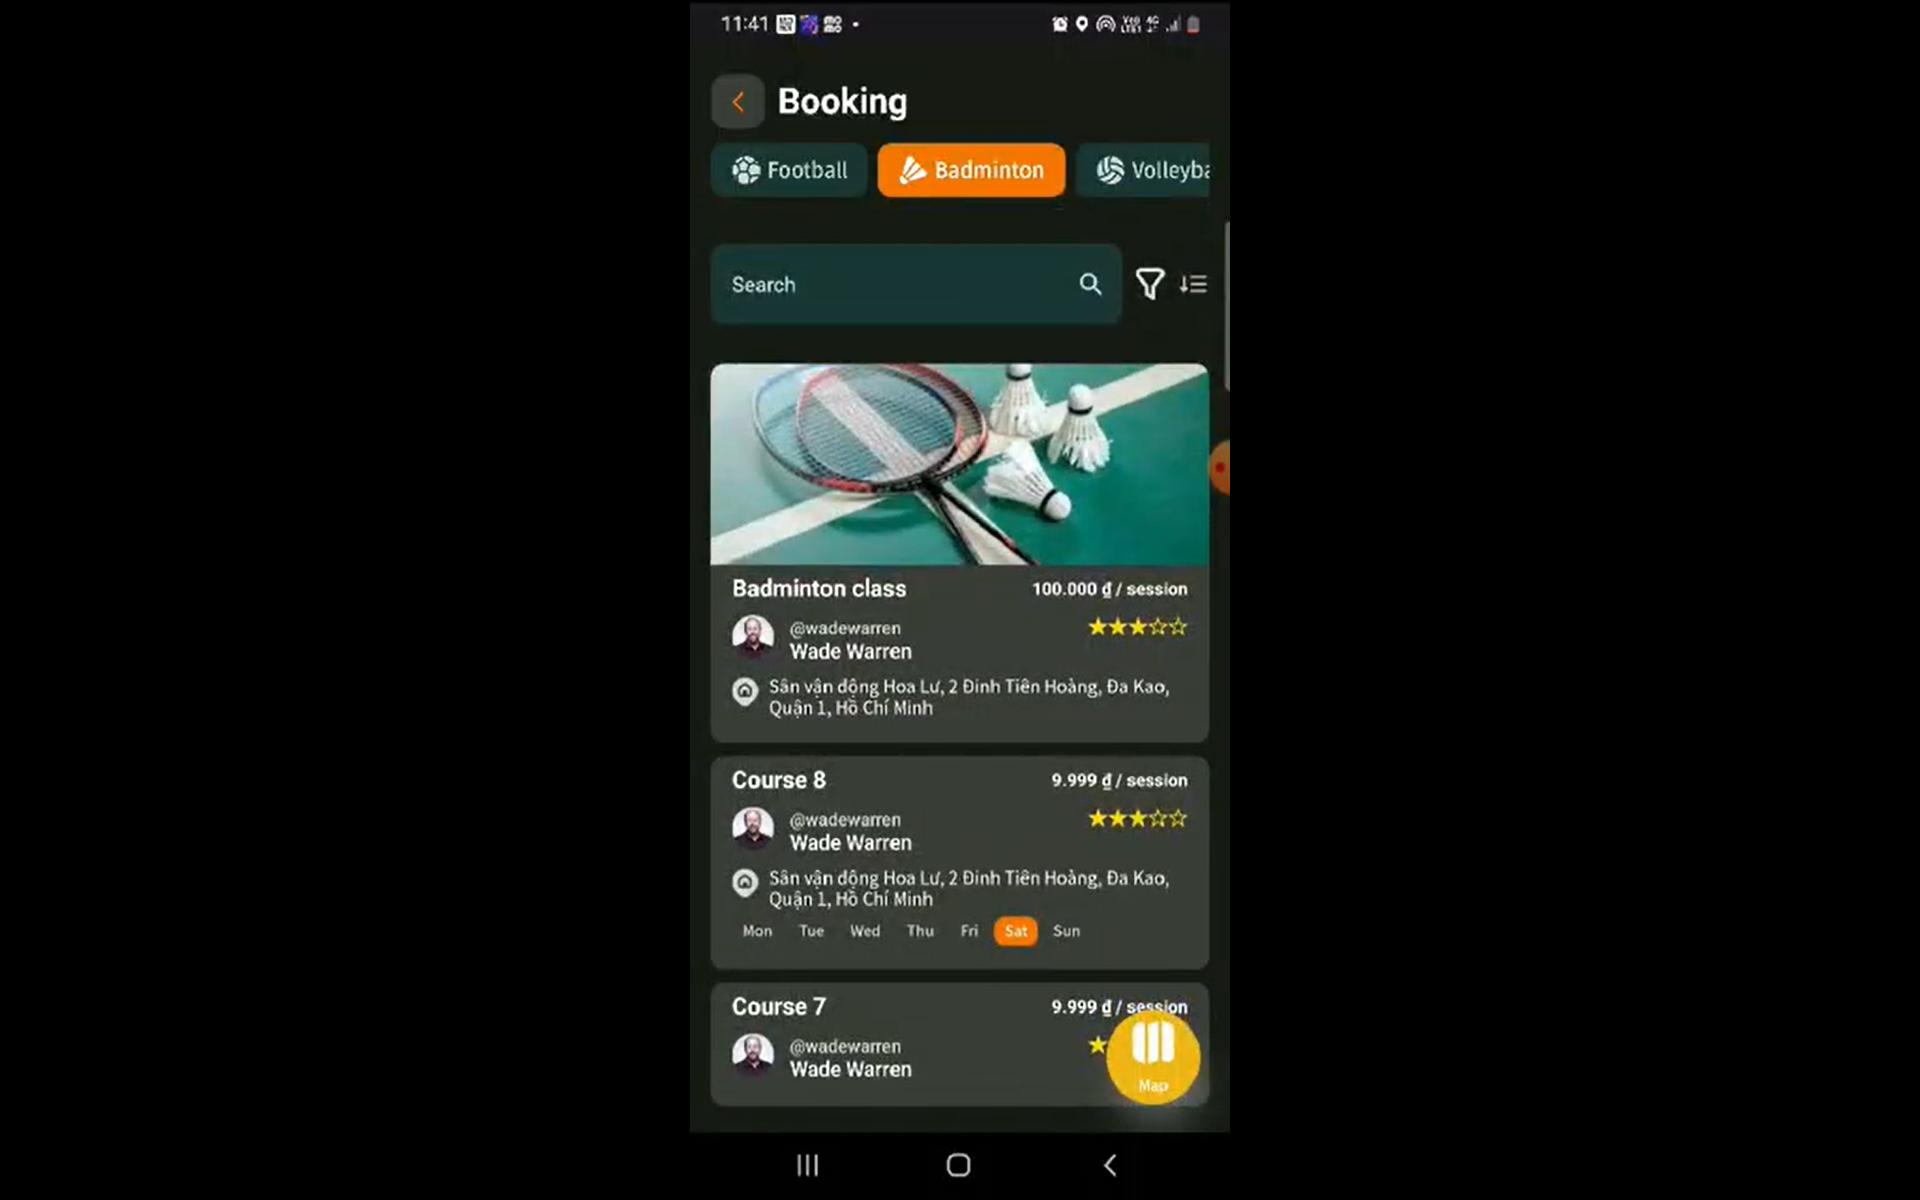 11:41
Booking
Football
Badminton
Volleyba
Search
Badminton class
100.000 ₫ / session
@wadewarren
Wade Warren
Sân vận động Hoa Lư, 2 Đinh Tiên Hoàng, Đa Kao,
Quận 1, Hồ Chí Minh
Course 8
9.999 ₫ / session
@wadewarren
Wade Warren
Sân vận động Hoa Lư, 2 Đinh Tiên Hoàng, Đa Kao,
Quận 1, Hồ Chí Minh
Mon Tue Wed Thu Fri Sat Sun
Course 7
9.999 ₫ / session
@wadewarren
Wade Warren
Map